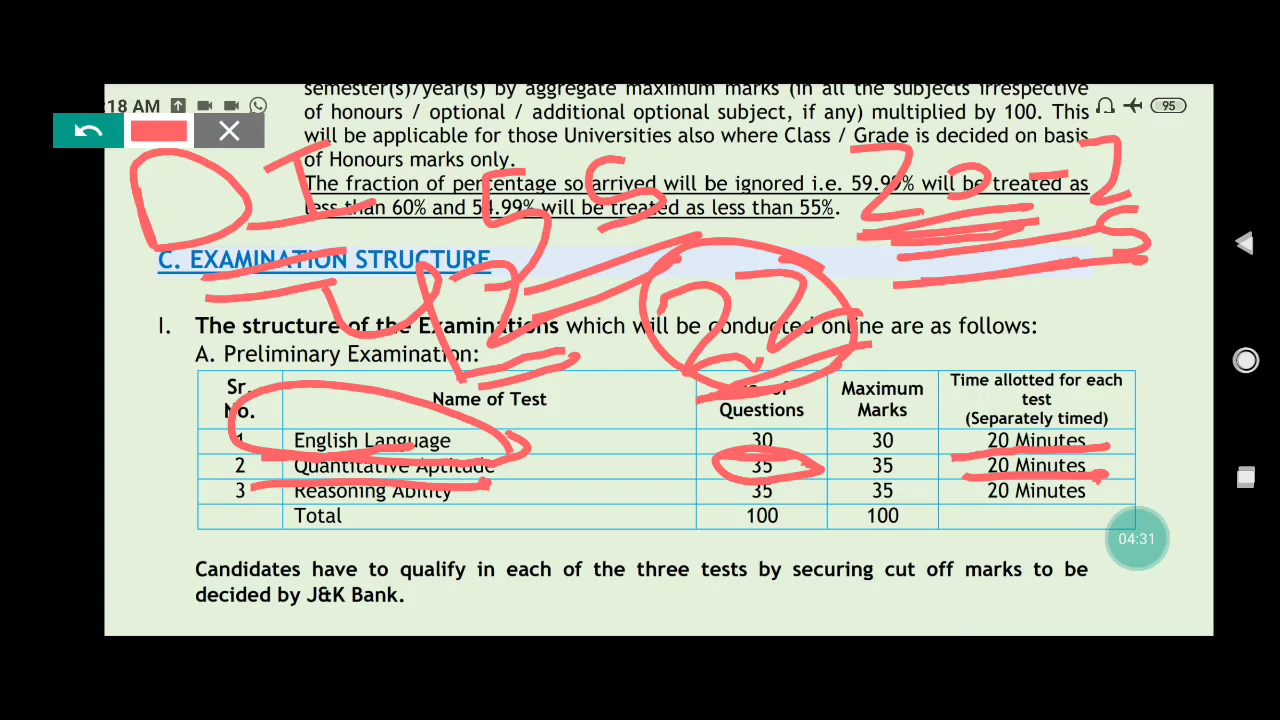 :18 AM
95
semester(s)/year(s) by aggregate maximum marks (in all the subjects irrespective
of honours / optional / additional optional subject, if any) multiplied by 100. This
will be applicable for those Universities also where Class / Grade is decided on basis
of Honours marks only.
The fraction of percentage so arrived will be ignored i.e. 59.99% will be treated as
less than 60% and 54.99% will be treated as less than 55%.
DI 5 5 20-25
C. EXAMINATION STRUCTURE
22
I. The structure of the Examinations which will be conducted online are as follows:
A. Preliminary Examination:
Sr. No. Name of Test Questions Maximum Marks Time allotted for each test (Separately timed)
1 English Language 30 30 20 Minutes
2 Quantitative Aptitude 35 35 20 Minutes
3 Reasoning Ability 35 35 20 Minutes
Total 100 100
04:31
Candidates have to qualify in each of the three tests by securing cut off marks to be
decided by J&K Bank.